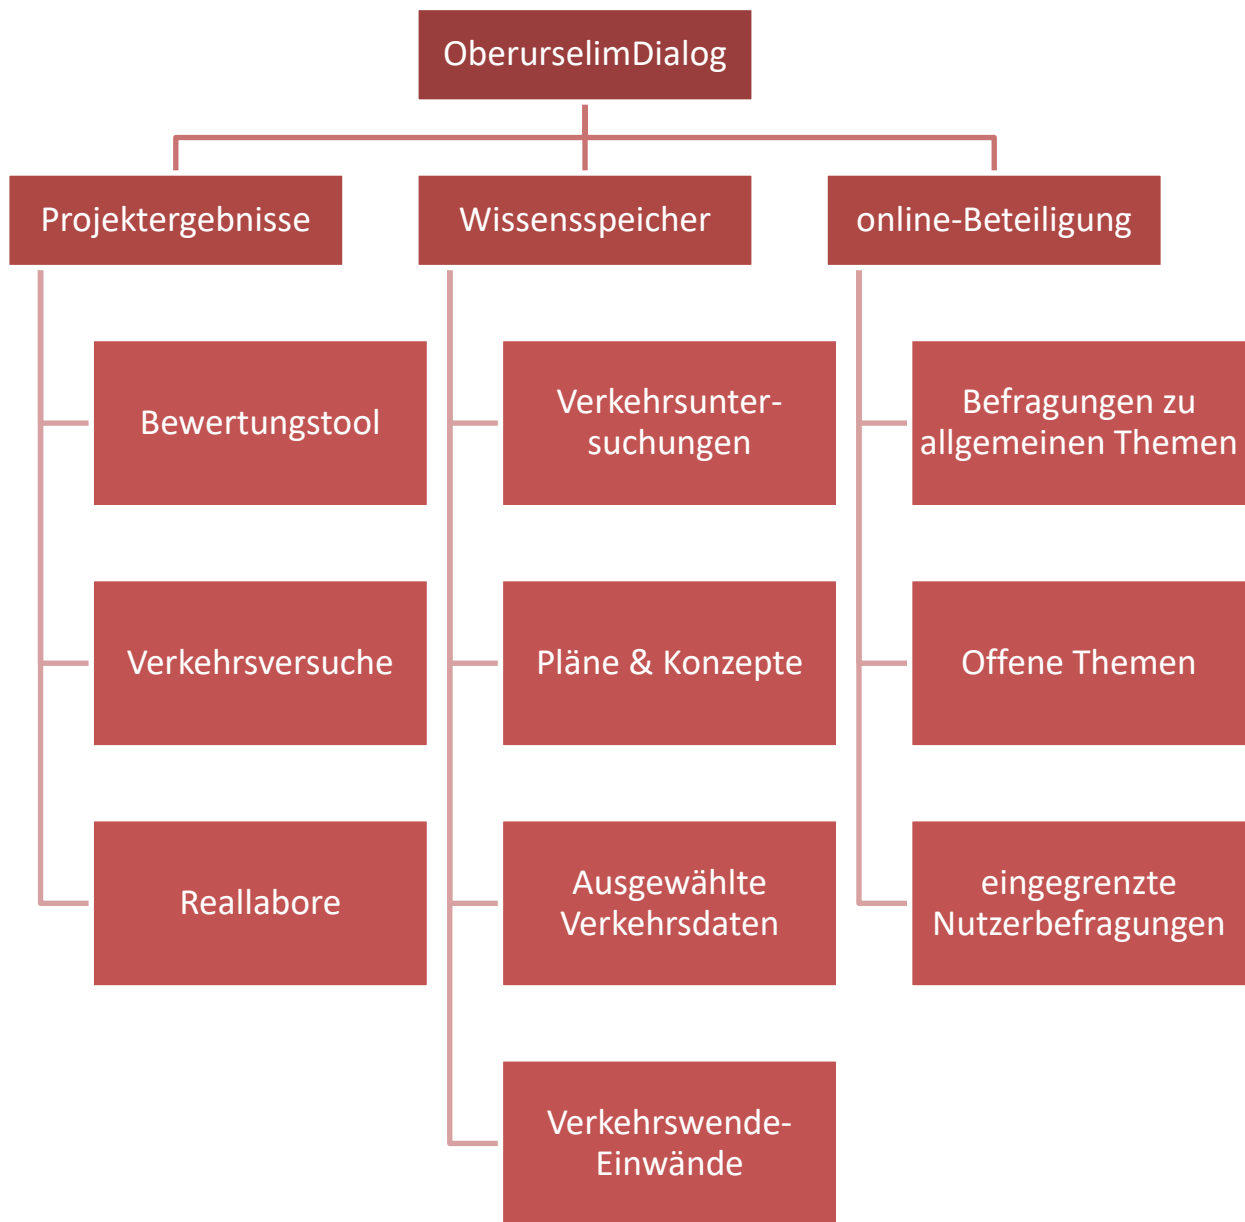 OberurselimDialog
Projektergebnisse
Bewertungstool
Verkehrsversuche
Reallabore
Wissensspeicher
Verkehrsunter-
suchungen
Pläne & Konzepte
Ausgewählte
Verkehrsdaten
Verkehrswende-
Einwände
online-Beteiligung
Befragungen zu
allgemeinen Themen
Offene Themen
eingegrenzte
Nutzerbefragungen